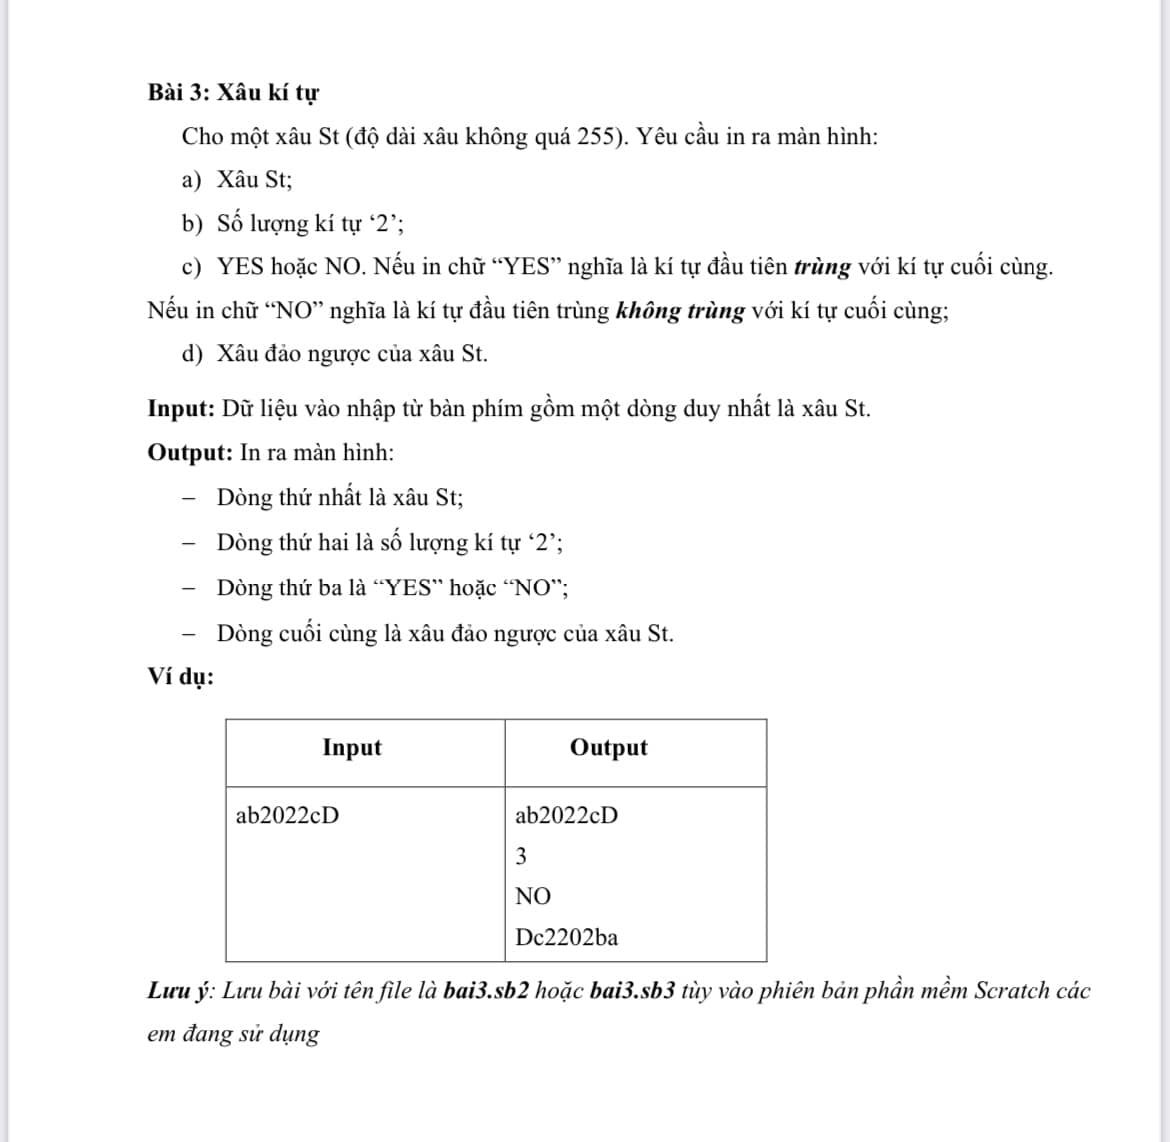 Bài 3: Xâu kí tự
Cho một xâu St (độ dài xâu không quá 255). Yêu cầu in ra màn hình:
a) Xâu St;
b) Số lượng kí tự ‘2’;
c) YES hoặc NO. Nếu in chữ “YES” nghĩa là kí tự đầu tiên trùng với kí tự cuối cùng.
Nếu in chữ “NO” nghĩa là kí tự đầu tiên trùng không trùng với kí tự cuối cùng;
d) Xâu đảo ngược của xâu St.
Input: Dữ liệu vào nhập từ bàn phím gồm một dòng duy nhất là xâu St.
Output: In ra màn hình:
− Dòng thứ nhất là xâu St;
− Dòng thứ hai là số lượng kí tự ‘2’;
− Dòng thứ ba là “YES” hoặc “NO”;
− Dòng cuối cùng là xâu đảo ngược của xâu St.
Ví dụ:
Input Output
ab2022cD ab2022cD
3
NO
Dc2202ba
Lưu ý: Lưu bài với tên file là bai3.sb2 hoặc bai3.sb3 tùy vào phiên bản phần mềm Scratch các
em đang sử dụng